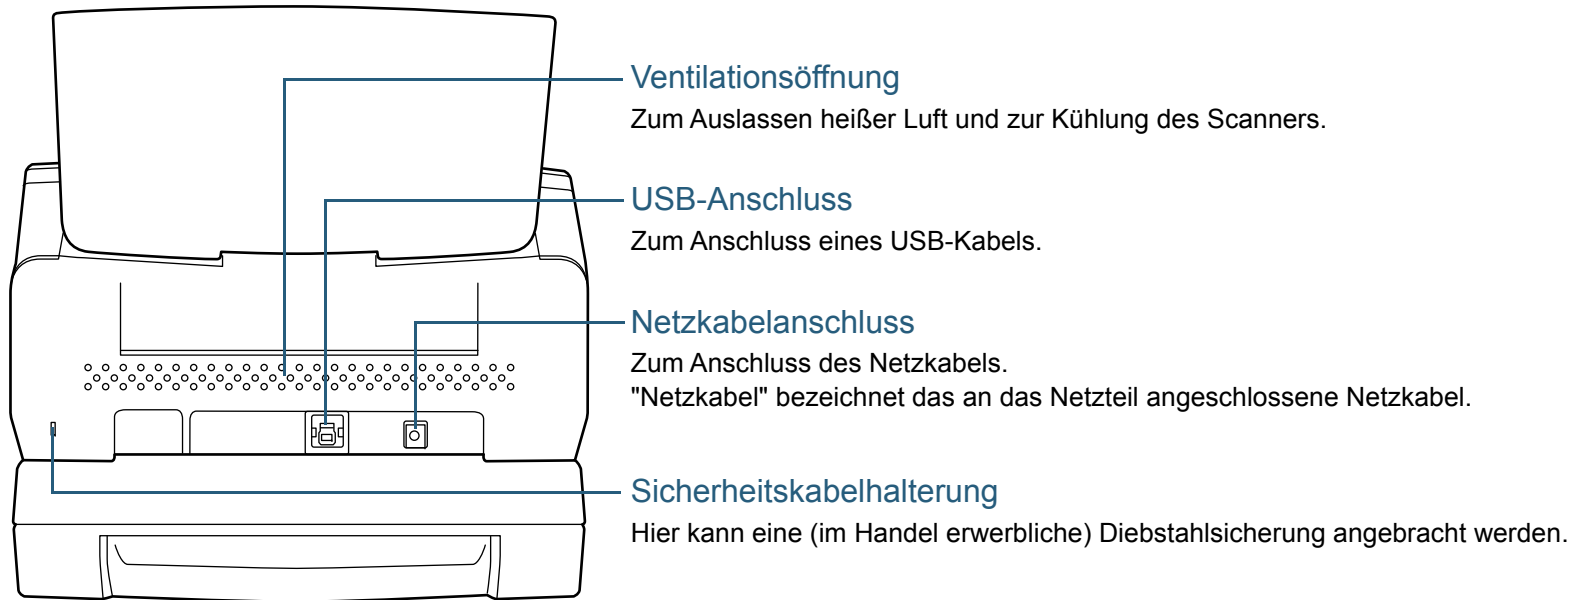 Ventilationsöffnung
Zum Auslassen heißer Luft und zur Kühlung des Scanners.
USB-Anschluss
Zum Anschluss eines USB-Kabels.
Netzkabelanschluss
Zum Anschluss des Netzkabels.
"Netzkabel" bezeichnet das an das Netzteil angeschlossene Netzkabel.
Sicherheitskabelhalterung
Hier kann eine (im Handel erwerbliche) Diebstahlsicherung angebracht werden.